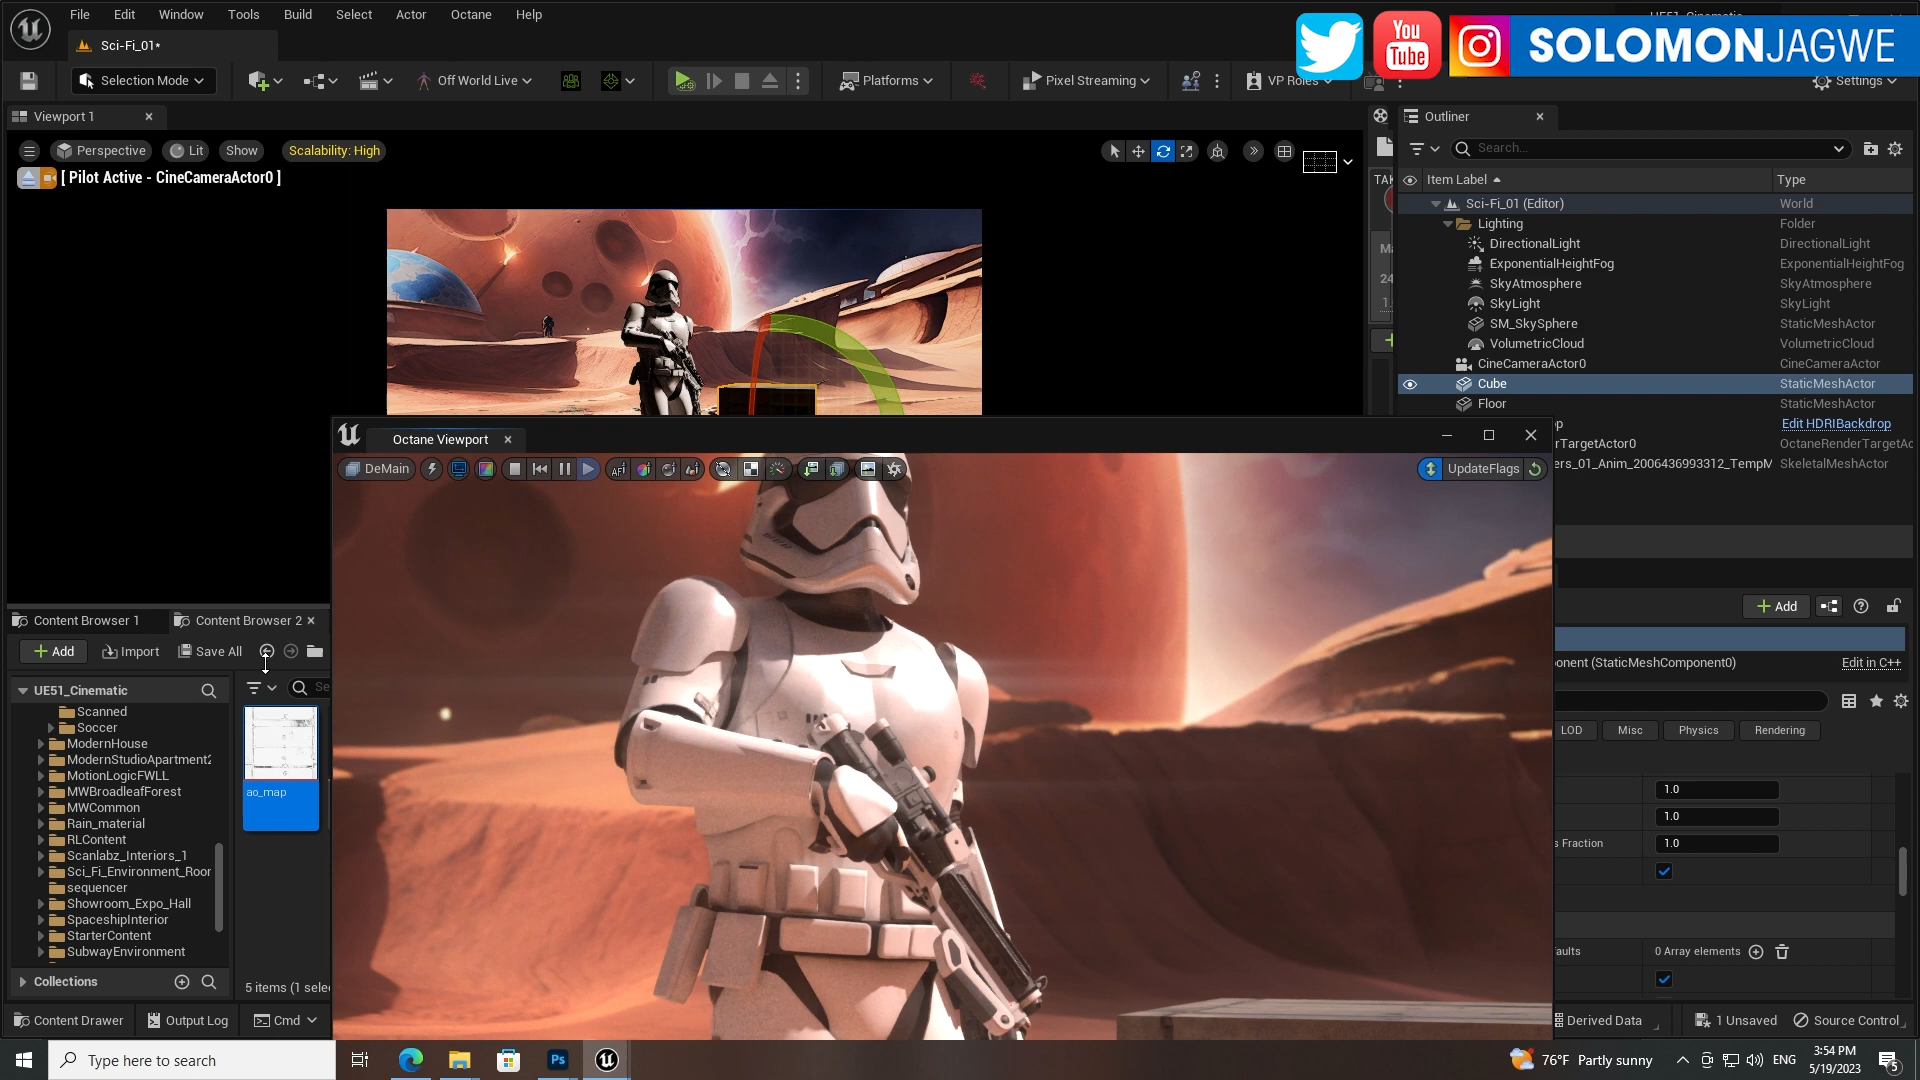 File Edit Window Tools Build Select Actor Octane Help
Sci-Fi_01*
You
Tube
SOLOMONJAGWE
Selection Mode
Off World Live
Platforms
Pixel Streaming
VP Roles
Settings
Viewport 1
Outliner
Perspective
Lit
Show
Scalability: High
Search...
[ Pilot Active - CineCameraActor0 ]
Item Label
Type
Sci-Fi_01 (Editor) World
Lighting Folder
DirectionalLight DirectionalLight
ExponentialHeightFog ExponentialHeightFog
SkyAtmosphere SkyAtmosphere
SkyLight SkyLight
SM_SkySphere StaticMeshActor
VolumetricCloud VolumetricCloud
CineCameraActor0 CineCameraActor
Cube StaticMeshActor
Floor StaticMeshActor
Edit HDRIBackdrop
rTargetActor0 OctaneRenderTargetAc
ers_01_Anim_2006436993312_TempM SkeletalMeshActor
Octane Viewport
DeMain
UpdateFlags
Content Browser 1
Content Browser 2
Add
Import
Save All
UE51_Cinematic
Scanned
Soccer
ModernHouse
ModernStudioApartment2
MotionLogicFWLL
MWBroadleafForest
MWCommon
Rain_material
RLContent
Scanlabz_Interiors_1
Sci_Fi_Environment_Roor
sequencer
Showroom_Expo_Hall
SpaceshipInterior
StarterContent
SubwayEnvironment
Collections
ao_map
5 items (1 selec
Add
onent (StaticMeshComponent0)
Edit in C++
LOD
Misc
Physics
Rendering
1.0
1.0
s Fraction 1.0
aults 0 Array elements
Content Drawer
Output Log
Cmd
Derived Data
1 Unsaved
Source Control
Type here to search
Ps
76°F Partly sunny
ENG
3:54 PM
5/19/2023
5